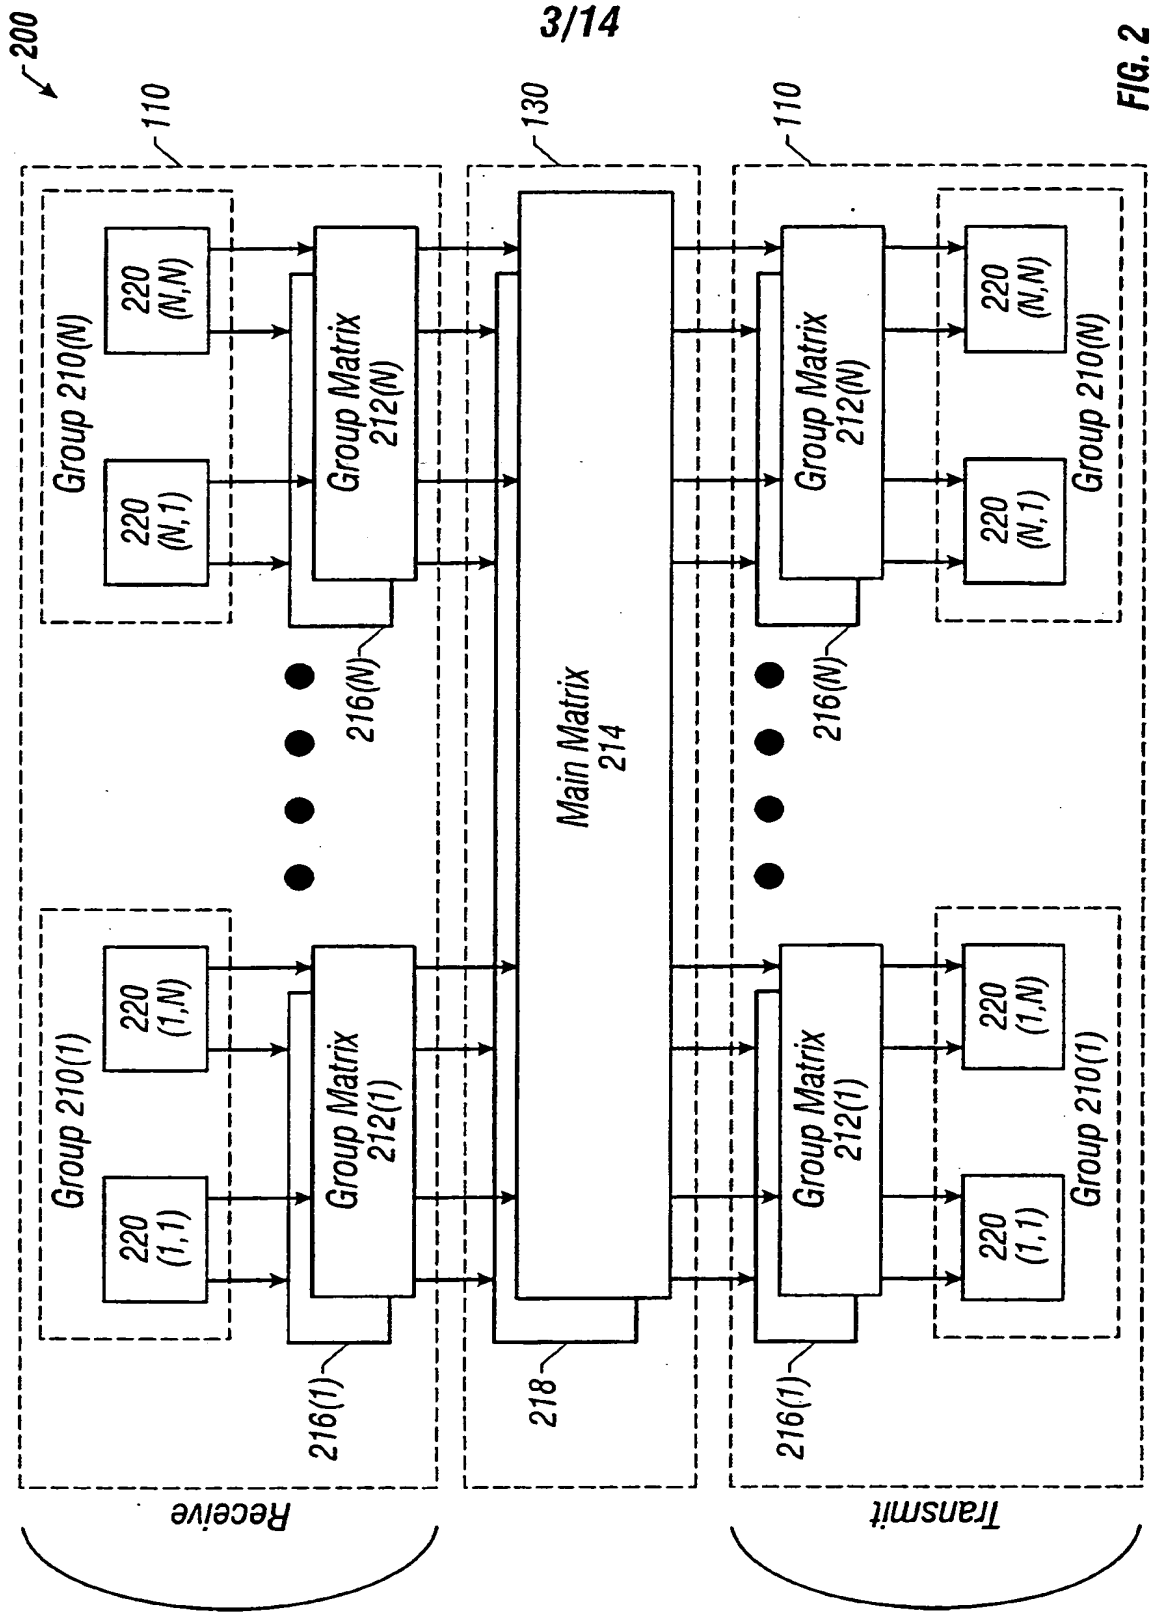 3/14
200
Receive
110
Group 210(1)
220
(1,1)
220
(1,N)
Group 210(N)
220
(N,1)
220
(N,N)
216(1)
Group Matrix
212(1)
216(N)
Group Matrix
212(N)
130
218
Main Matrix
214
Transmit
110
216(1)
Group Matrix
212(1)
216(N)
Group Matrix
212(N)
220
(1,1)
220
(1,N)
Group 210(1)
220
(N,1)
220
(N,N)
Group 210(N)
FIG. 2